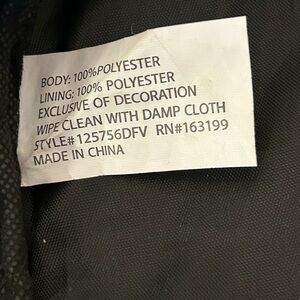 BODY: 100%POLYESTER
LINING: 100% POLYESTER
EXCLUSIVE OF DECORATION
WIPE CLEAN WITH DAMP CLOTH
STYLE# 125756DFV RN#163199
MADE IN CHINA